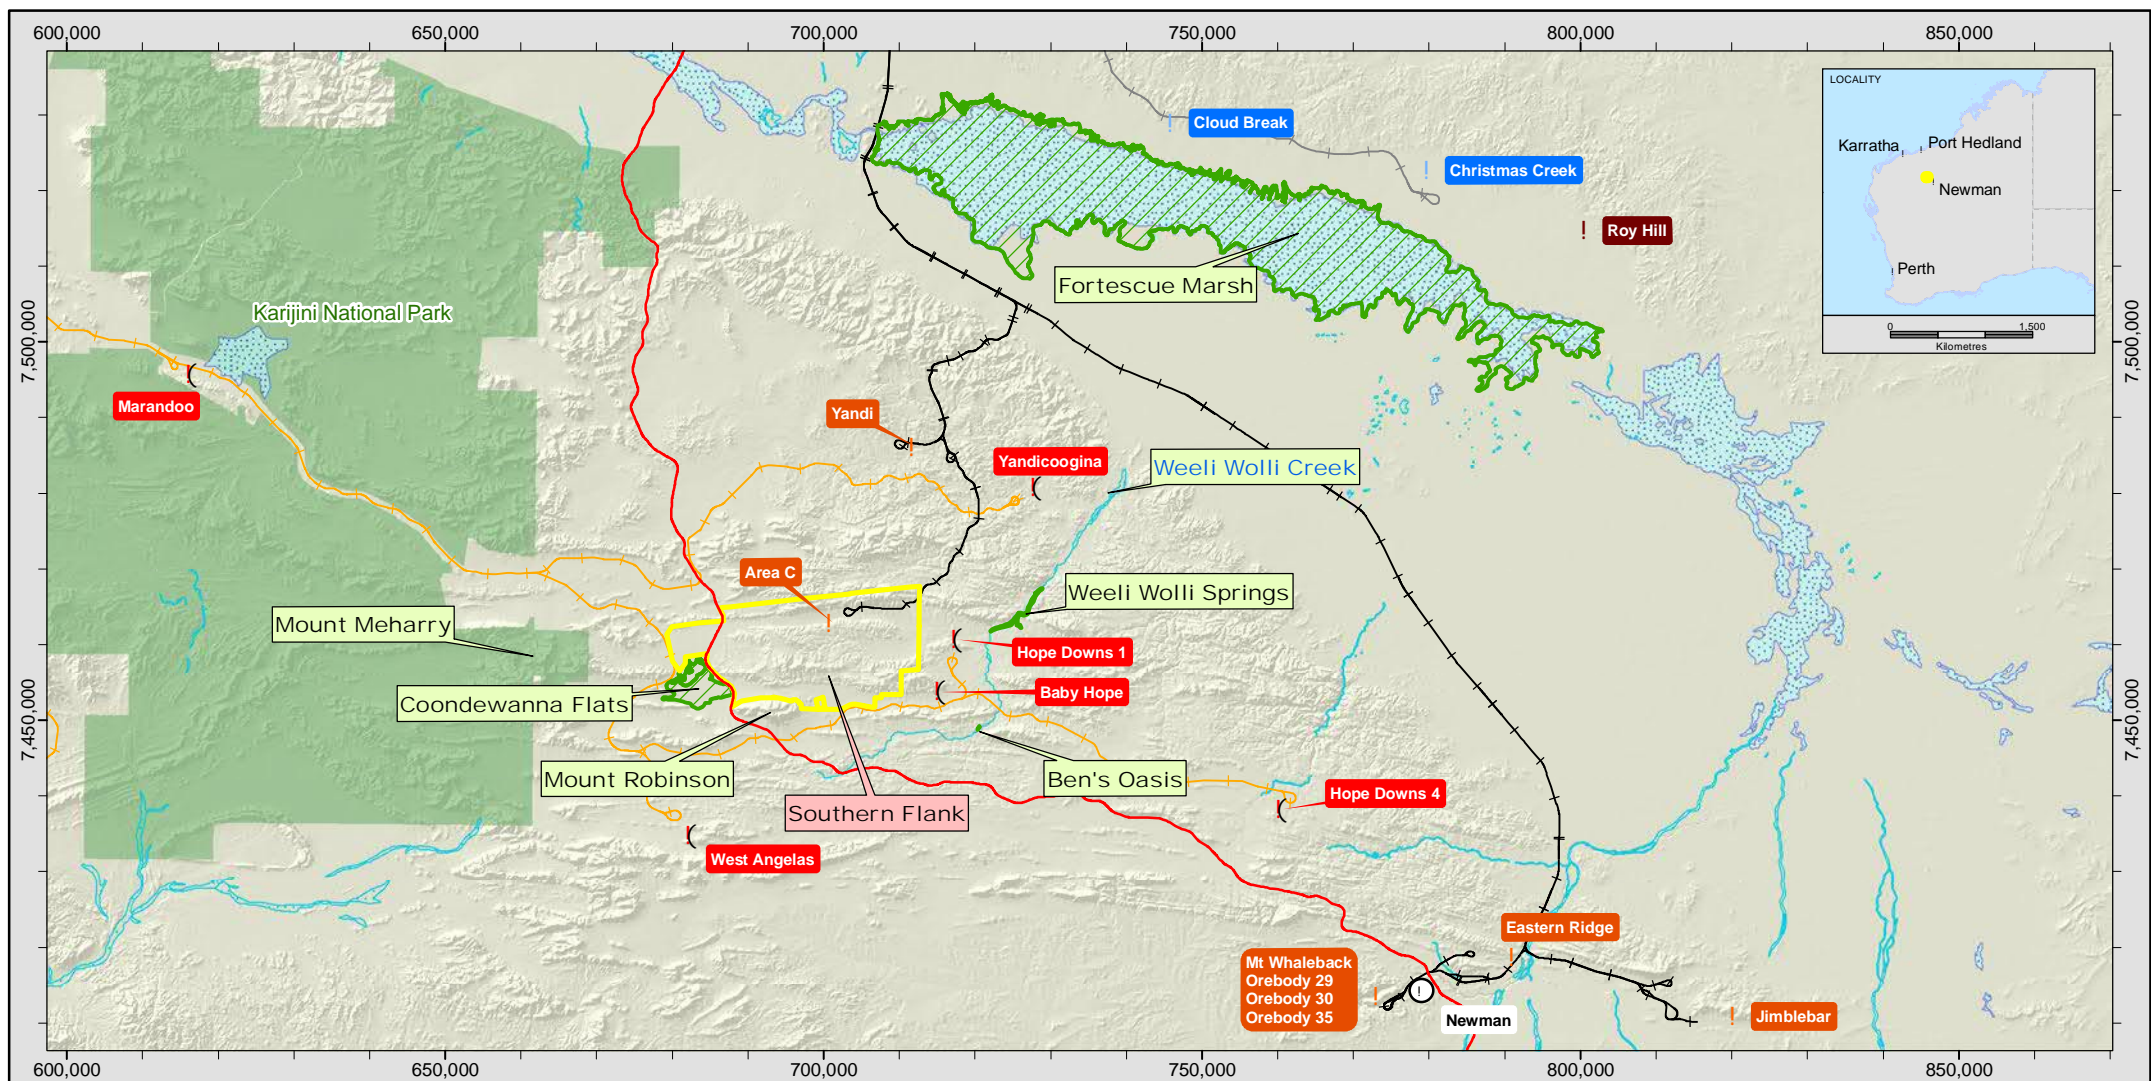 600,000
650,000
700,000
750,000
800,000
850,000
LOCALITY
Karratha
Port Hedland
Newman
Perth
0
1,500
Kilometres
Cloud Break
Christmas Creek
Roy Hill
Fortescue Marsh
Karijini National Park
7,500,000
7,500,000
Marandoo
Yandi
Yandicoogina
Weeli Wolli Creek
Area C
Weeli Wolli Springs
Mount Meharry
Hope Downs 1
Baby Hope
Coondewanna Flats
7,450,000
7,450,000
Mount Robinson
Ben's Oasis
Southern Flank
Hope Downs 4
West Angelas
Eastern Ridge
Mt Whaleback
Orebody 29
Orebody 30
Orebody 35
Newman
Jimblebar
600,000
650,000
700,000
750,000
800,000
850,000